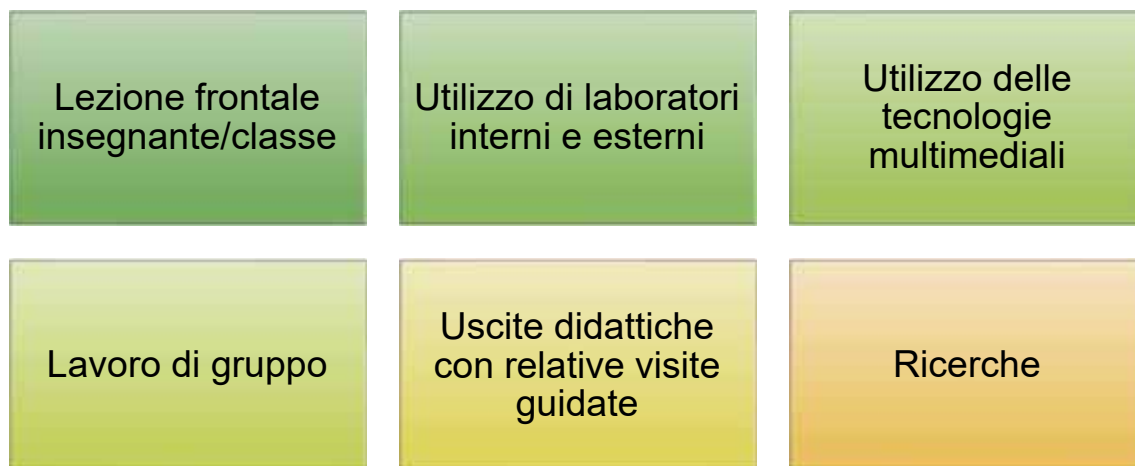 Lezione frontale
insegnante/classe
Utilizzo di laboratori
interni e esterni
Utilizzo delle
tecnologie
multimediali
Lavoro di gruppo
Uscite didattiche
con relative visite
guidate
Ricerche